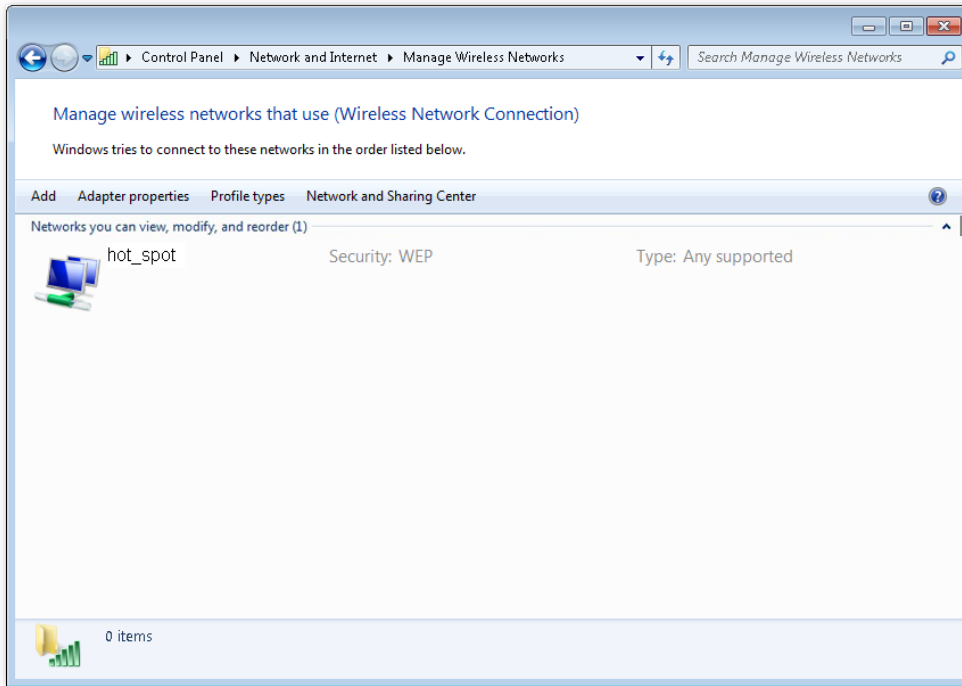 Control Panel Network and Internet Manage Wireless Networks Search Manage Wireless Networks
Manage wireless networks that use (Wireless Network Connection)
Windows tries to connect to these networks in the order listed below.
Add Adapter properties Profile types Network and Sharing Center
Networks you can view, modify, and reorder (1)
hot_spot Security: WEP Type: Any supported
0 items